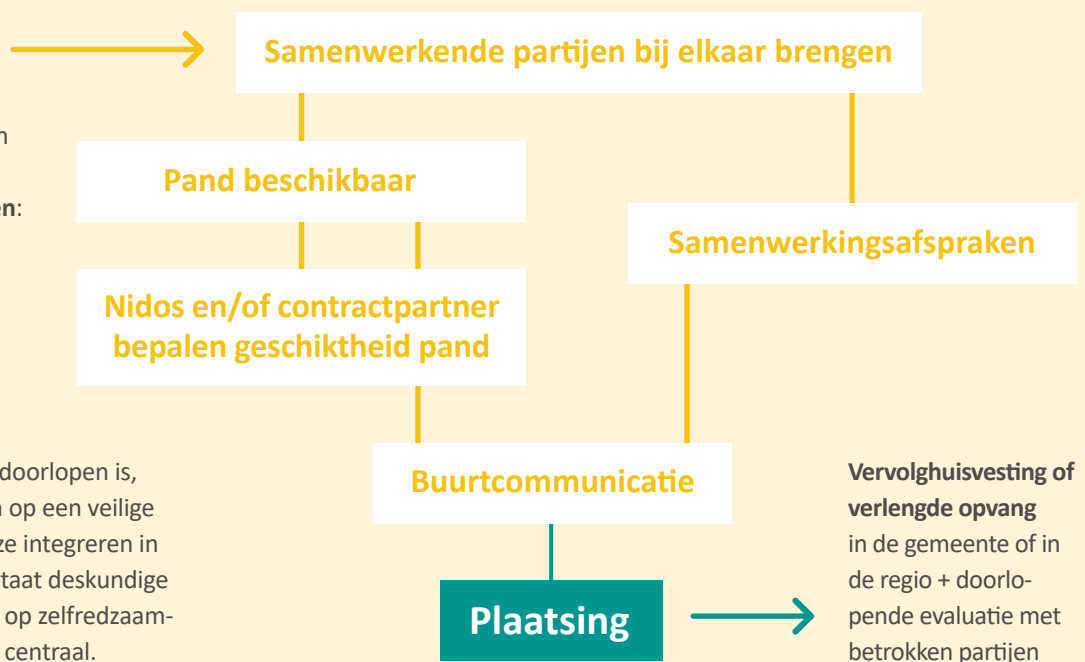 Samenwerkende partijen bij elkaar brengen
Pand beschikbaar
en:
Samenwerkingsafspraken
Nidos en/of contractpartner
bepalen geschiktheid pand
Buurtcommunicatie
doorlopen is,
op een veilige
ze integreren in
taat deskundige
op zelfredzaam-
centraal.
Plaatsing
Vervolghuisvesting of
verlengde opvang
in de gemeente of in
de regio + doorlo-
pende evaluatie met
betrokken partijen